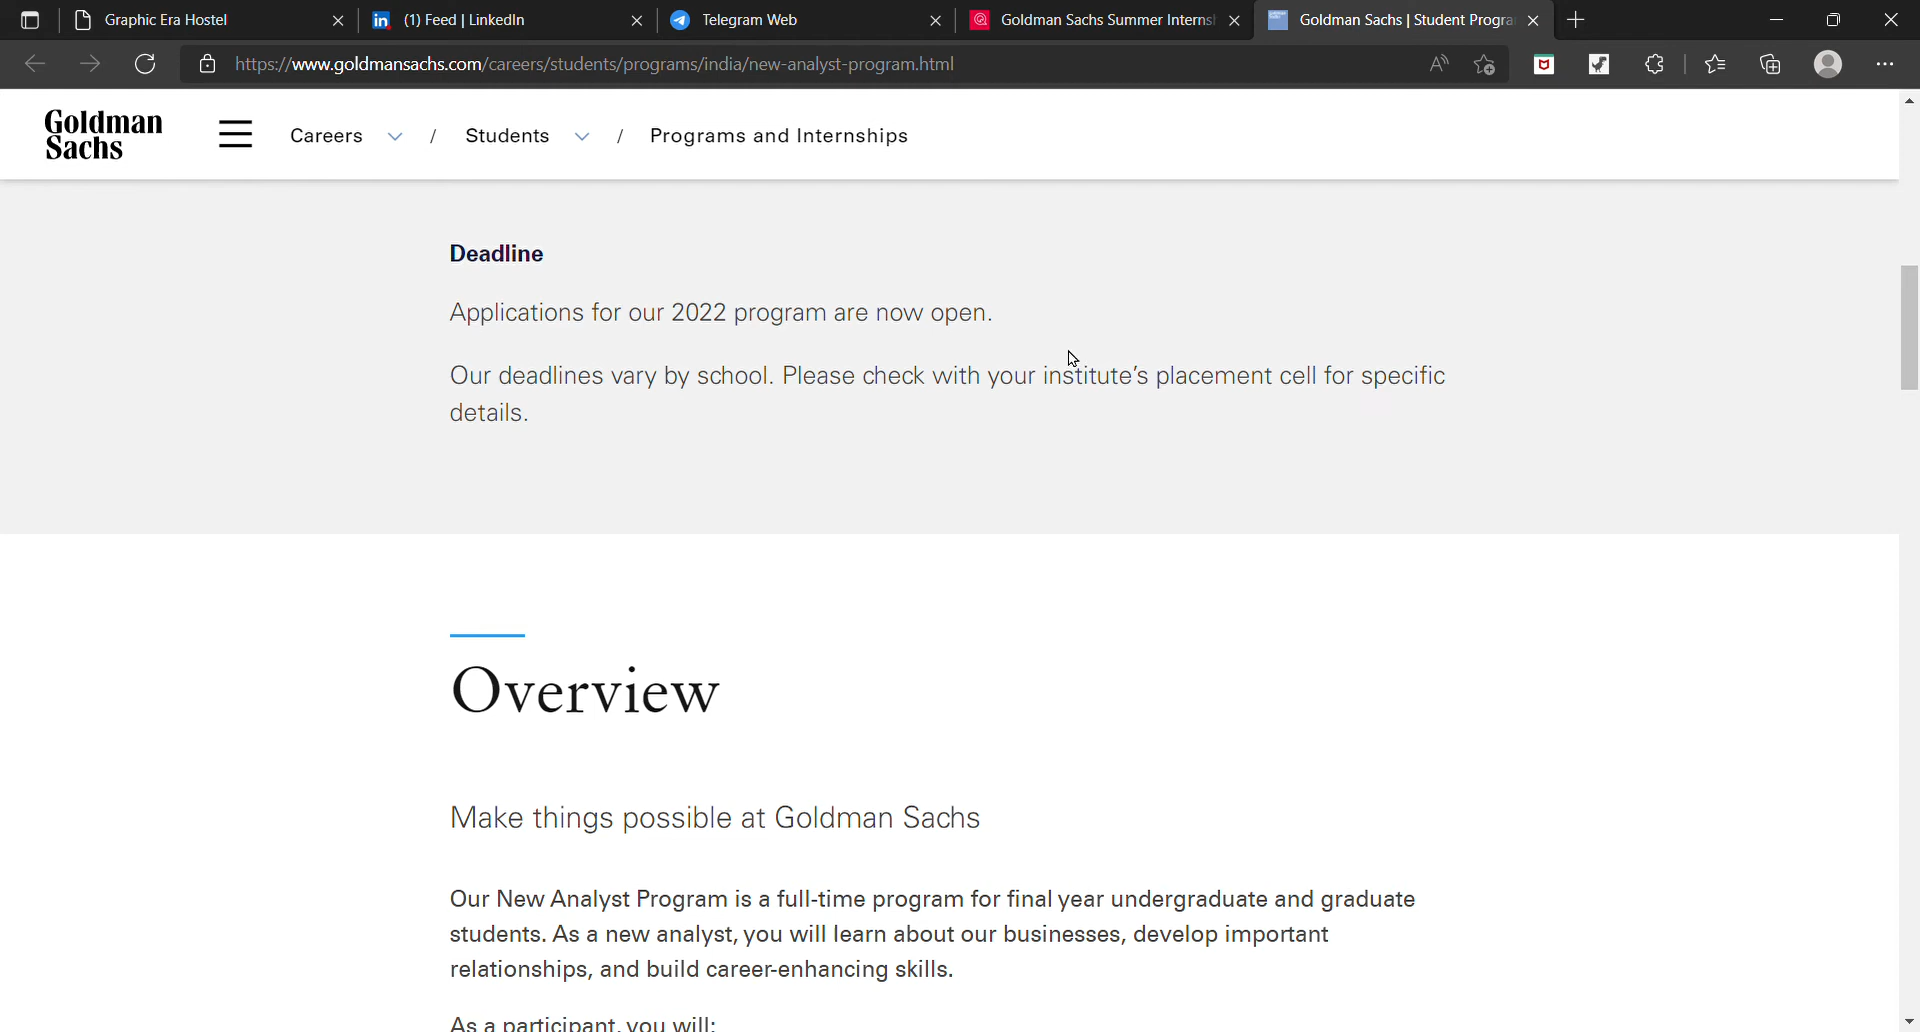 Graphic Era Hostel
in (1) Feed | LinkedIn
Telegram Web
Goldman Sachs Summer Interns
Goldman Sachs | Student Progra
https://www.goldmansachs.com/careers/students/programs/india/new-analyst-program.html
Goldman
Sachs
Careers / Students / Programs and Internships
Deadline
Applications for our 2022 program are now open.
Our deadlines vary by school. Please check with your institute's placement cell for specific
details.
Overview
Make things possible at Goldman Sachs
Our New Analyst Program is a full-time program for final year undergraduate and graduate
students. As a new analyst, you will learn about our businesses, develop important
relationships, and build career-enhancing skills.
As a participant, you will: